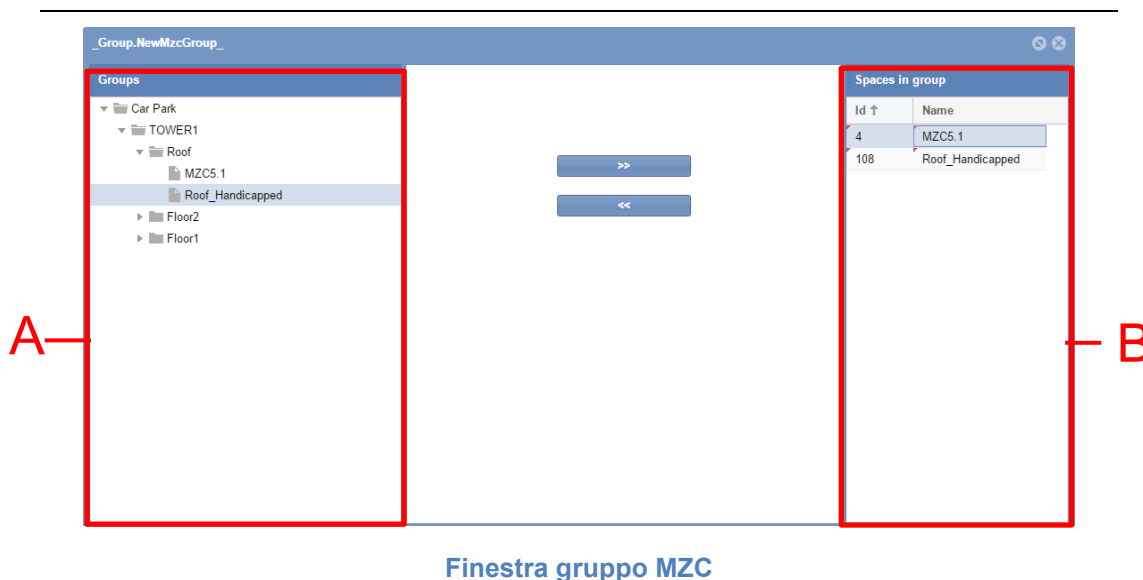 _Group.NewMzcGroup_
Groups
Spaces in group
Car Park
TOWER1
Roof
MZC5.1
Roof_Handicapped
Floor2
Floor1
>>
<<
Id ↑ Name
4 MZC5.1
108 Roof_Handicapped
A
B
Finestra gruppo MZC